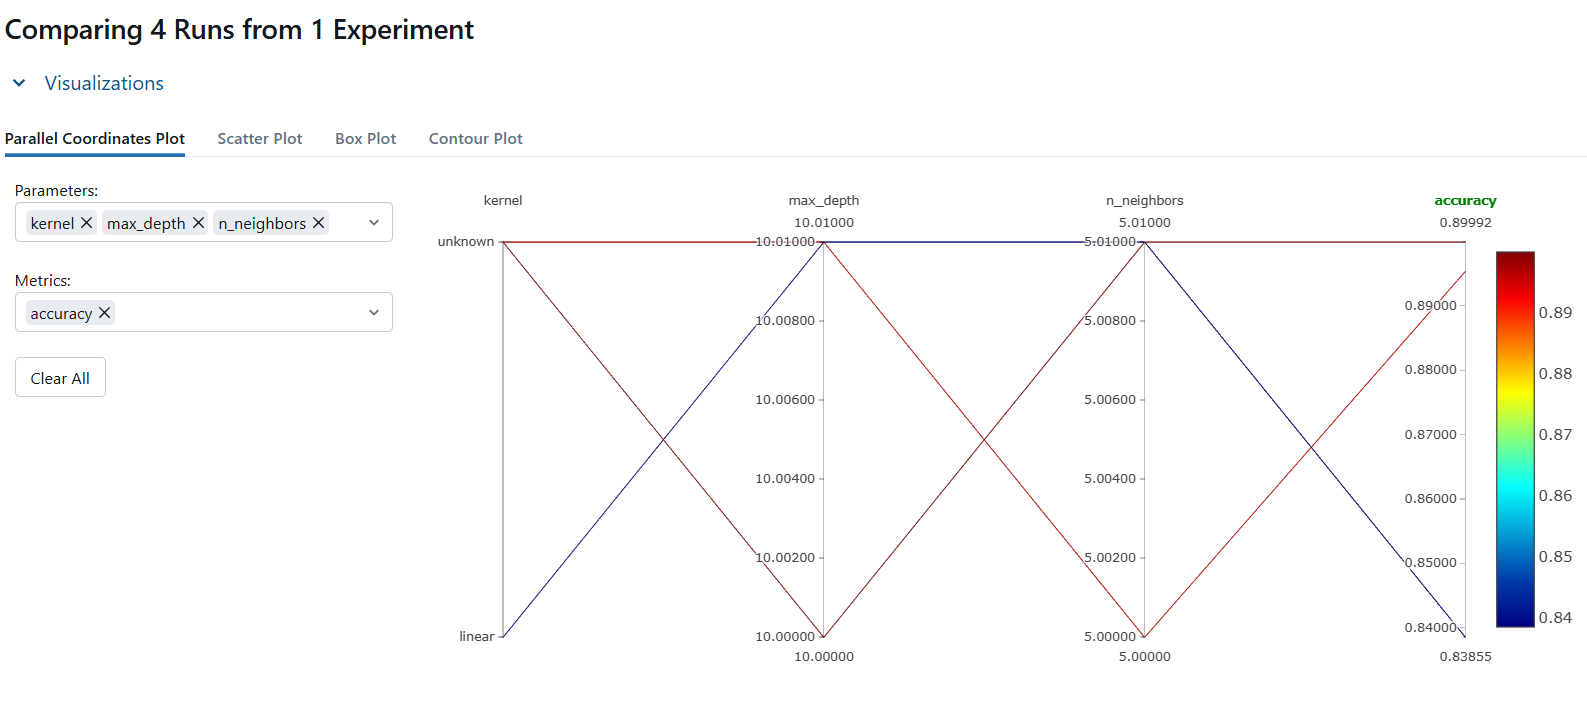 Comparing 4 Runs from 1 Experiment
Visualizations
Parallel Coordinates Plot Scatter Plot Box Plot Contour Plot
Parameters:
kernel max_depth n_neighbors
Metrics:
accuracy
Clear All
kernel
unknown
linear
max_depth
10.01000
10.01000
10.00800
10.00600
10.00400
10.00200
10.00000
10.00000
n_neighbors
5.01000
5.01000
5.00800
5.00600
5.00400
5.00200
5.00000
5.00000
accuracy
0.89992
0.89000
0.88000
0.87000
0.86000
0.85000
0.84000
0.83855
0.89
0.88
0.87
0.86
0.85
0.84